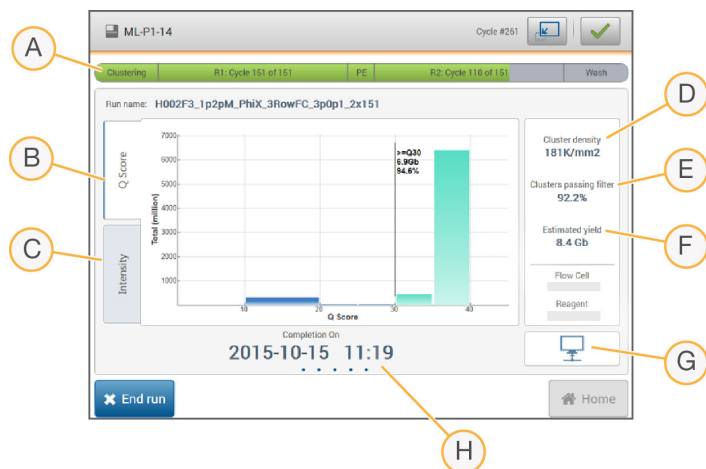 ML-P1-14
Cycle #261
A
Clustering
R1: Cycle 151 of 151
PE
R2: Cycle 110 of 151
Wash
Run name: H002F3_1p2pM_PhiX_3RowFC_3p0p1_2x151
B
Q Score
C
Intensity
Total (million)
7000
6000
5000
4000
3000
2000
1000
>=Q30
6.9Gb
94.6%
10
20
30
40
Q Score
D
Cluster density
181K/mm2
E
Clusters passing filter
92.2%
F
Estimated yield
8.4 Gb
Flow Cell
Reagent
G
Completion On
2015-10-15 11:19
H
End run
Home